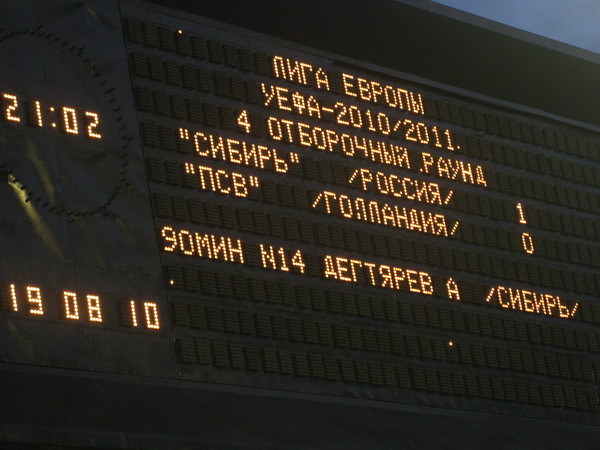 21:02
ЛИГА ЕВРОПЫ
УЕФА-2010/2011.
4 ОТБОРОЧНЫЙ РАУНД
"СИБИРЬ" /РОССИЯ/ 1
"ПСВ" /ГОЛЛАНДИЯ/ 0
90МИН N14 ДЕГТЯРЕВ А /СИБИРЬ/
19 08 10